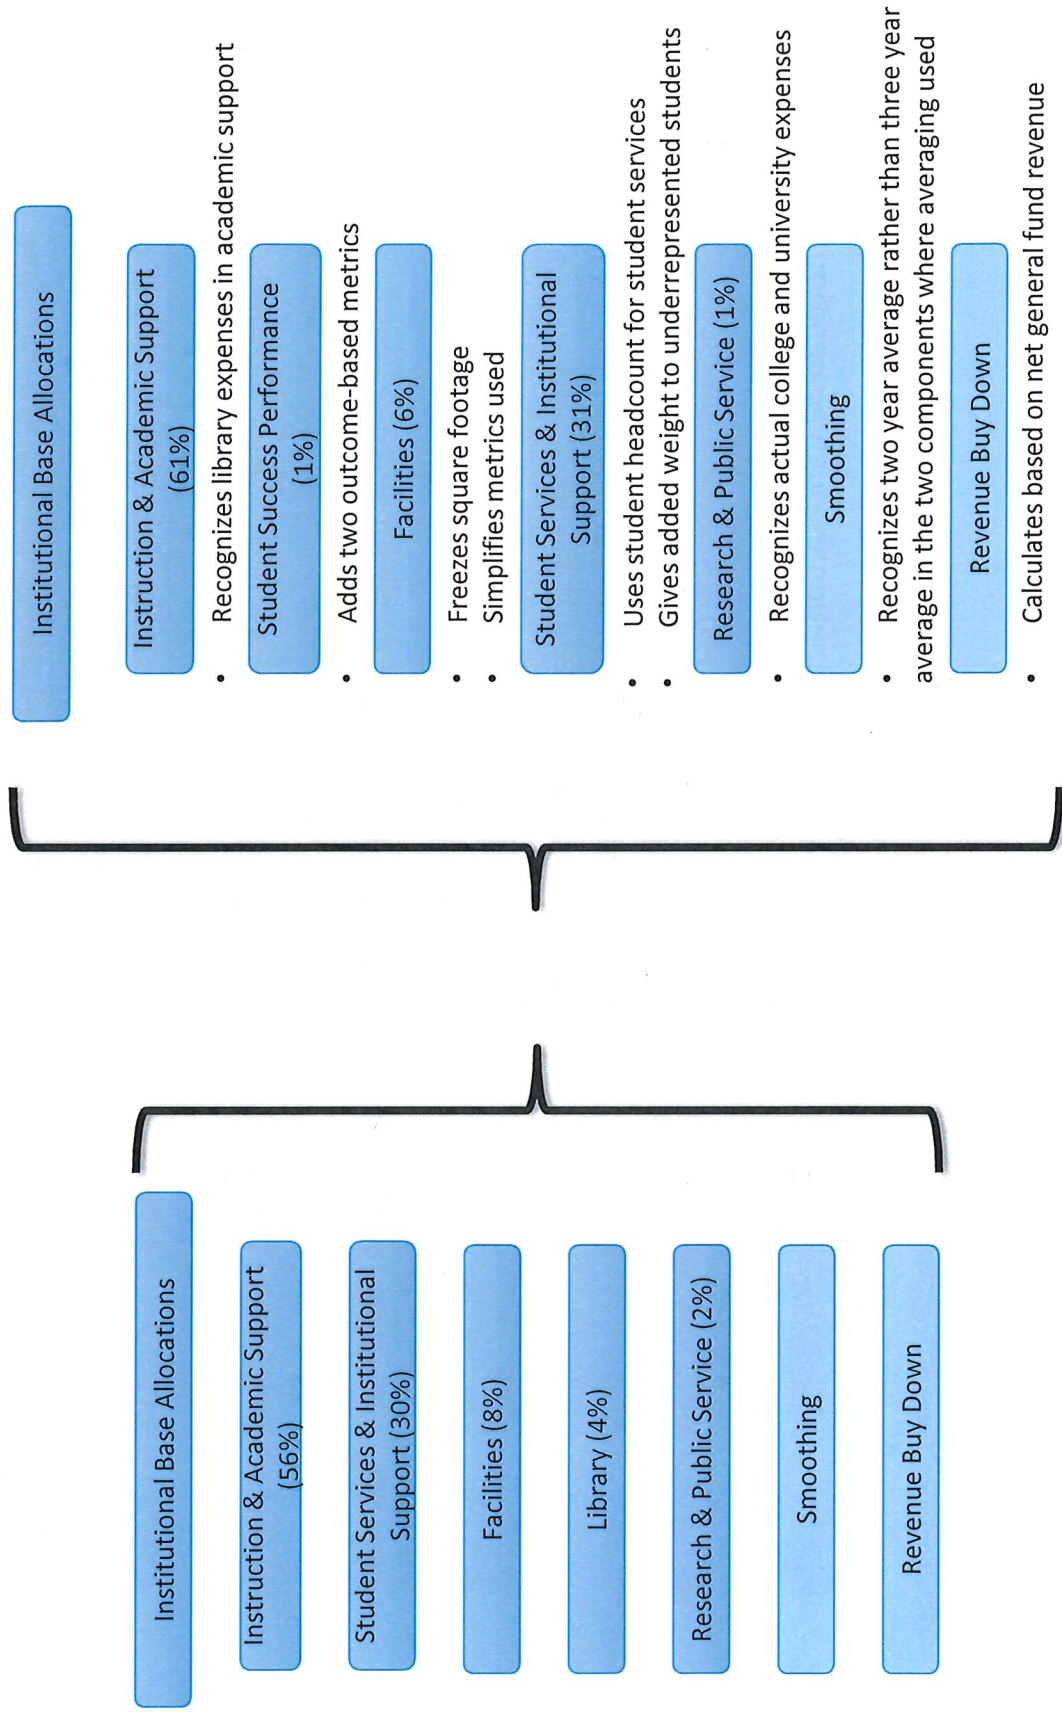 Institutional Base Allocations
Instruction & Academic Support
(56%)
Student Services & Institutional
Support (30%)
Facilities (8%)
Library (4%)
Research & Public Service (2%)
Smoothing
Revenue Buy Down
Institutional Base Allocations
Instruction & Academic Support
(61%)
• Recognizes library expenses in academic support
Student Success Performance
(1%)
• Adds two outcome-based metrics
Facilities (6%)
• Freezes square footage
• Simplifies metrics used
Student Services & Institutional
Support (31%)
• Uses student headcount for student services
• Gives added weight to underrepresented students
Research & Public Service (1%)
• Recognizes actual college and university expenses
Smoothing
• Recognizes two year average rather than three year
average in the two components where averaging used
Revenue Buy Down
• Calculates based on net general fund revenue